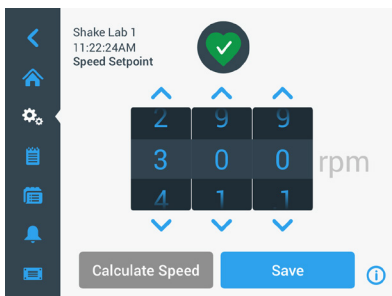 Shake Lab 1
11:22:24AM
Speed Setpoint
2 9 9
3 0 0 rpm
4 1 1
Calculate Speed Save